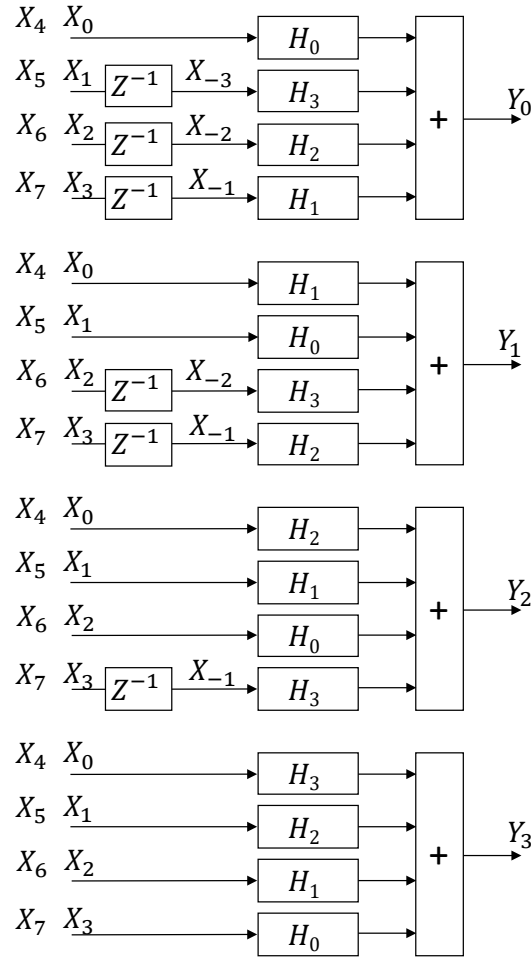 X₄ X₀ H₀
X₅ X₁ Z⁻¹ X₋₃ H₃
X₆ X₂ Z⁻¹ X₋₂ H₂ + Y₀
X₇ X₃ Z⁻¹ X₋₁ H₁
X₄ X₀ H₁
X₅ X₁ H₀
X₆ X₂ Z⁻¹ X₋₂ H₃ + Y₁
X₇ X₃ Z⁻¹ X₋₁ H₂
X₄ X₀ H₂
X₅ X₁ H₁
X₆ X₂ H₀ + Y₂
X₇ X₃ Z⁻¹ X₋₁ H₃
X₄ X₀ H₃
X₅ X₁ H₂
X₆ X₂ H₁ + Y₃
X₇ X₃ H₀